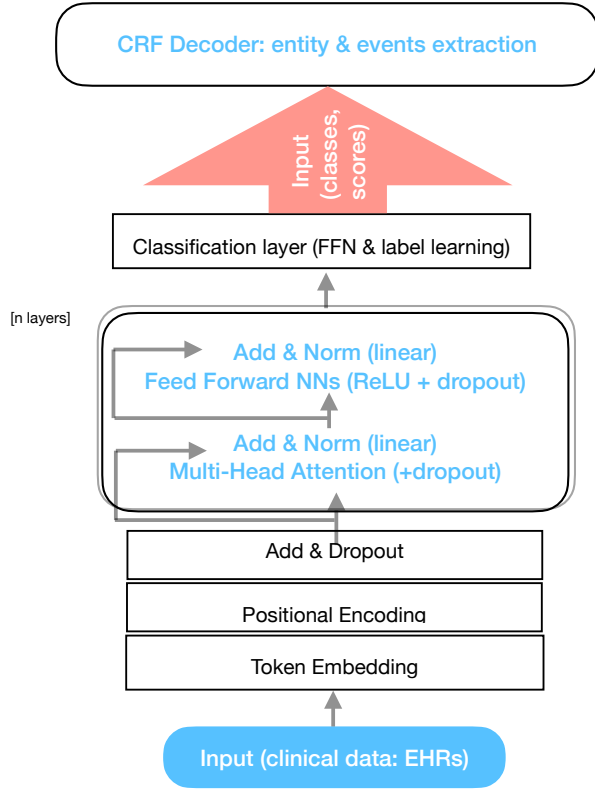 CRF Decoder: entity & events extraction
Input
(classes,
scores)
Classification layer (FFN & label learning)
[n layers]
Add & Norm (linear)
Feed Forward NNs (ReLU + dropout)
Add & Norm (linear)
Multi-Head Attention (+dropout)
Add & Dropout
Positional Encoding
Token Embedding
Input (clinical data: EHRs)